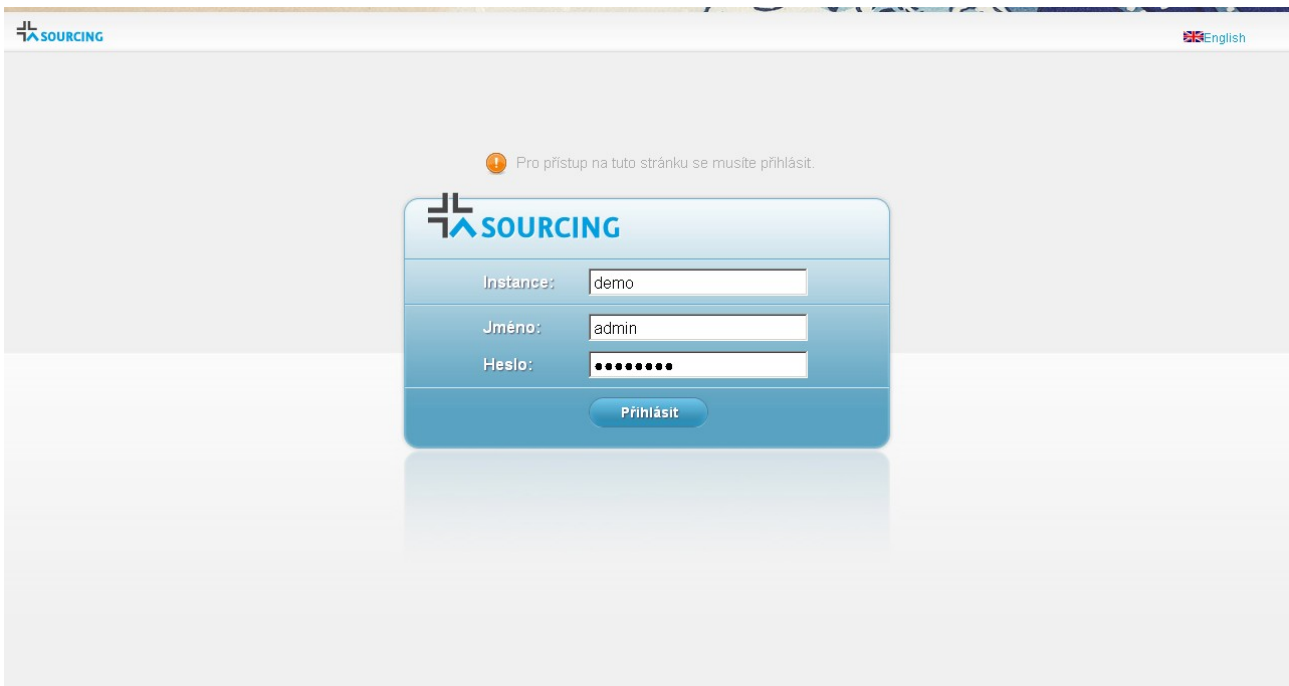 SOURCING
English
Pro přístup na tuto stránku se musíte přihlásit.
SOURCING
Instance: demo
Jméno: admin
Heslo: ●●●●●●●●
Přihlásit